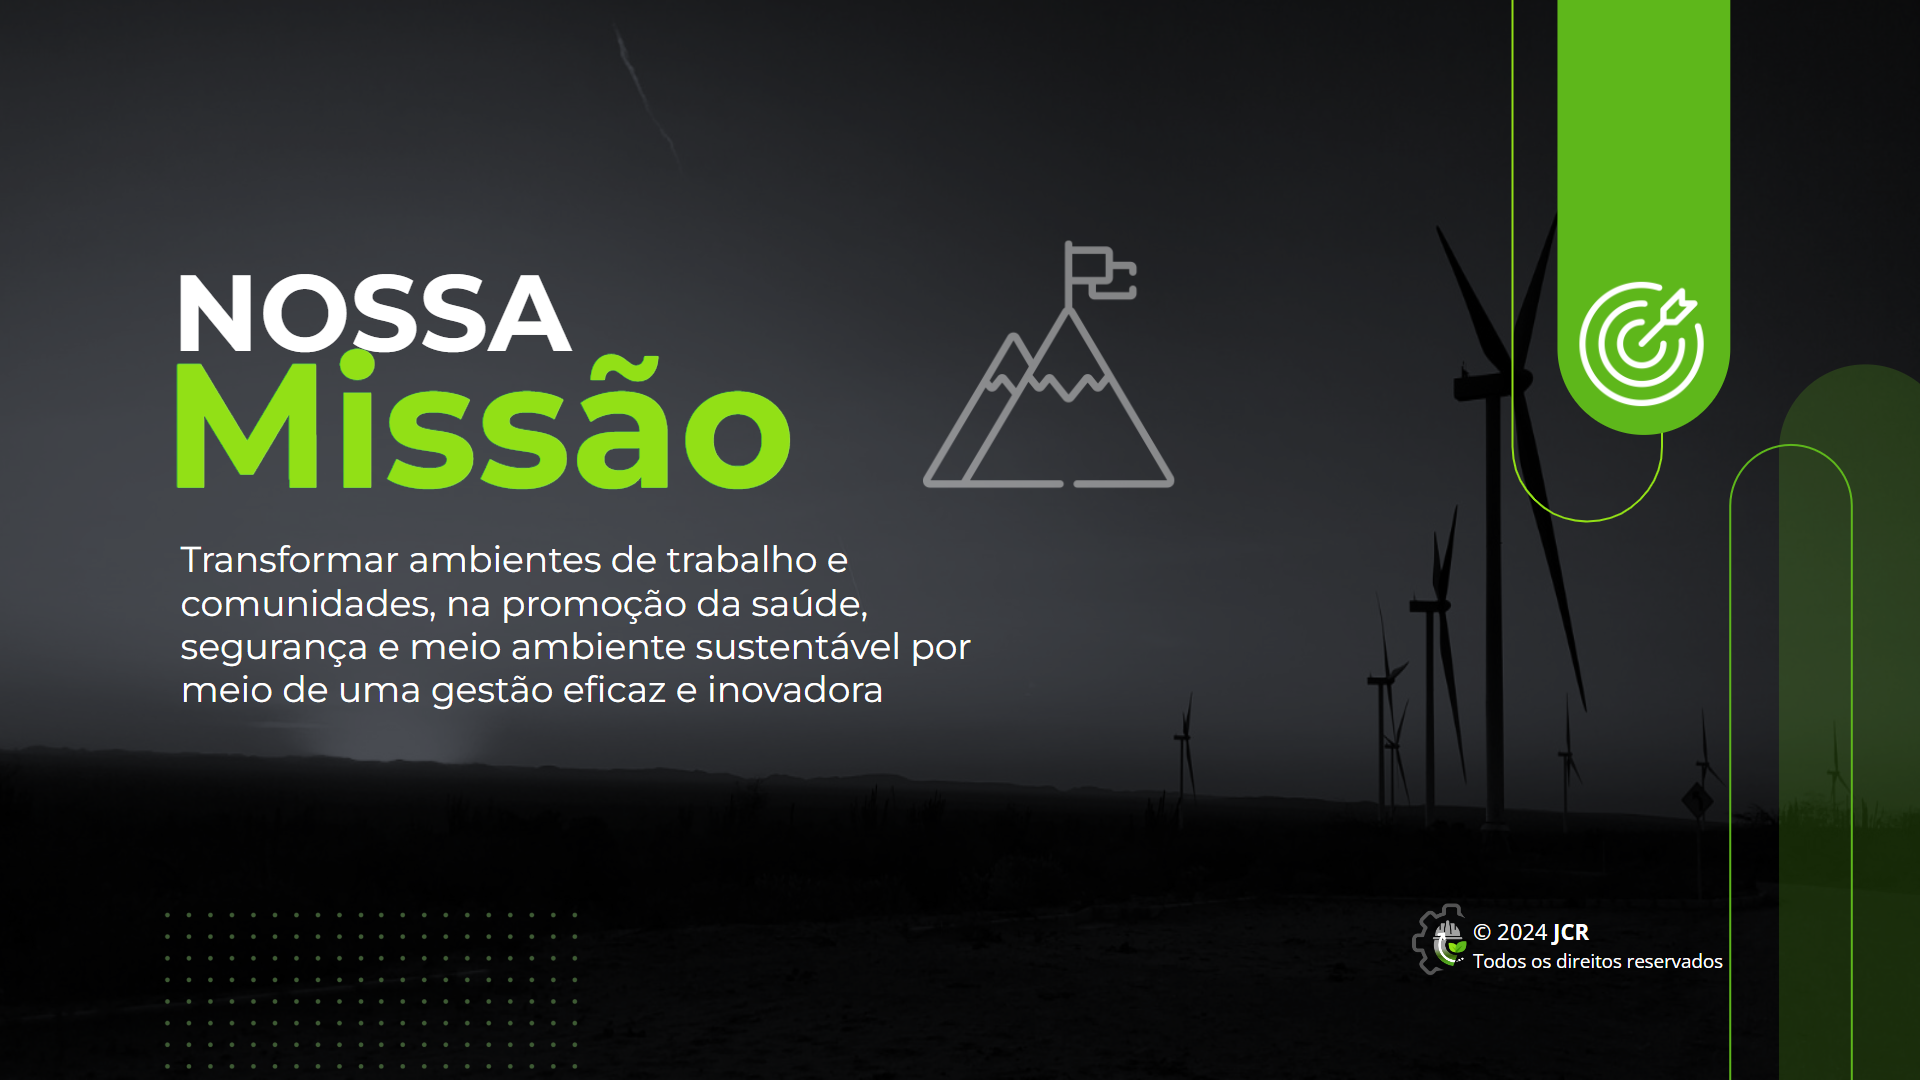 NOSSA
Missão
Transformar ambientes de trabalho e
comunidades, na promoção da saúde,
segurança e meio ambiente sustentável por
meio de uma gestão eficaz e inovadora
© 2024 JCR
Todos os direitos reservados